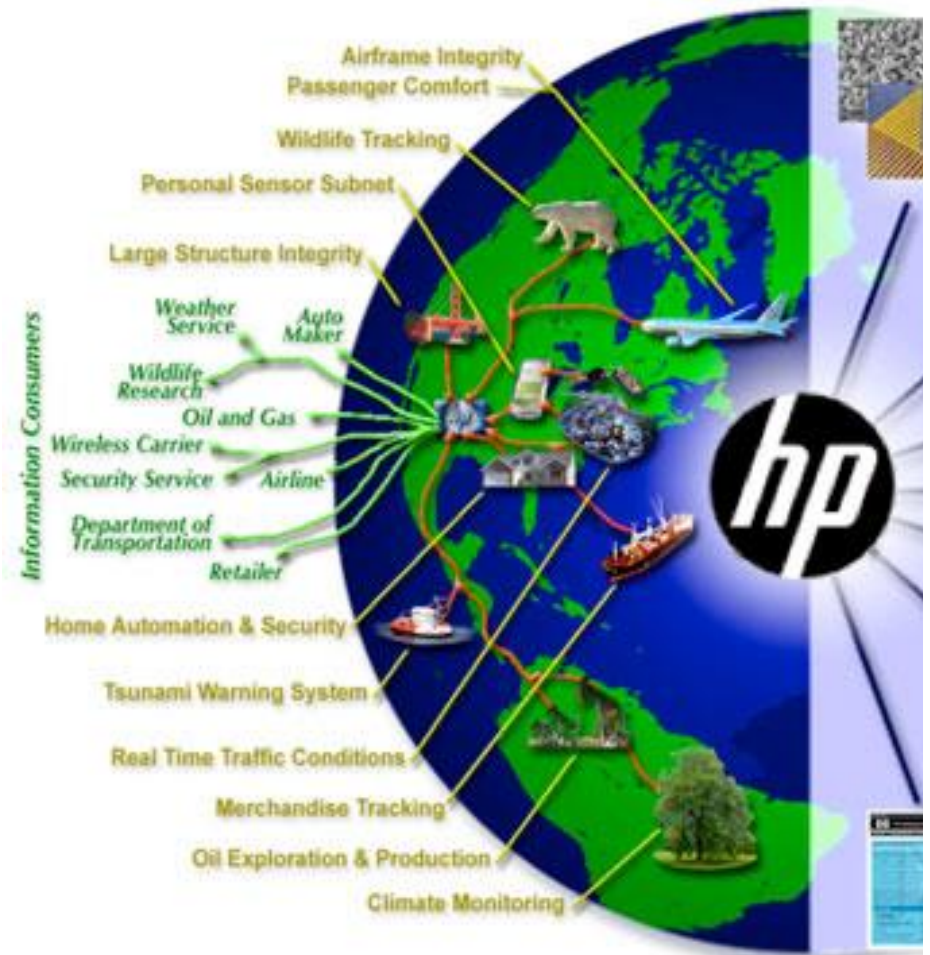 Airframe Integrity
Passenger Comfort
Wildlife Tracking
Personal Sensor Subnet
Large Structure Integrity
Information Consumers
Weather
Service
Auto
Maker
Wildlife
Research
Oil and Gas
Wireless Carrier
Security Service
Airline
Department of
Transportation
Retailer
hp
Home Automation & Security
Tsunami Warning System
Real Time Traffic Conditions
Merchandise Tracking
Oil Exploration & Production
Climate Monitoring